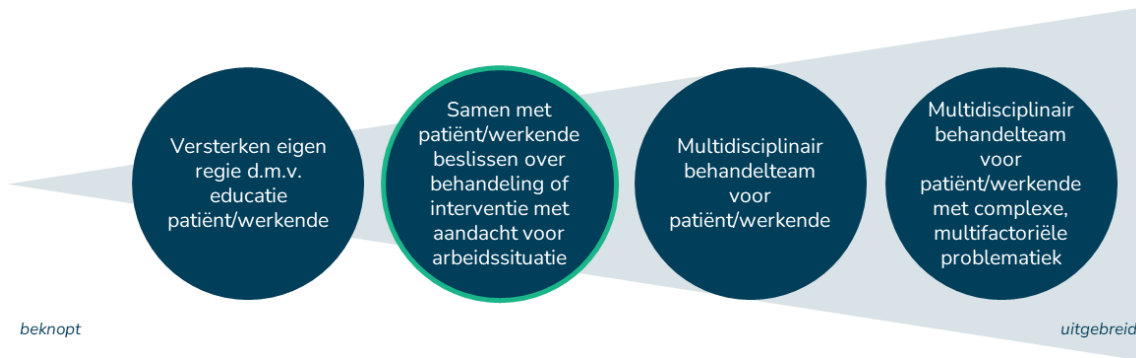 Versterken eigen
regie d.m.v.
educatie
patiënt/werkende
Samen met
patiënt/werkende
beslissen over
behandeling of
interventie met
aandacht voor
arbeidssituatie
Multidisciplinair
behandelteam
voor
patiënt/werkende
Multidisciplinair
behandelteam
voor
patiënt/werkende
met complexe,
multifactoriële
problematiek
beknopt
uitgebreid